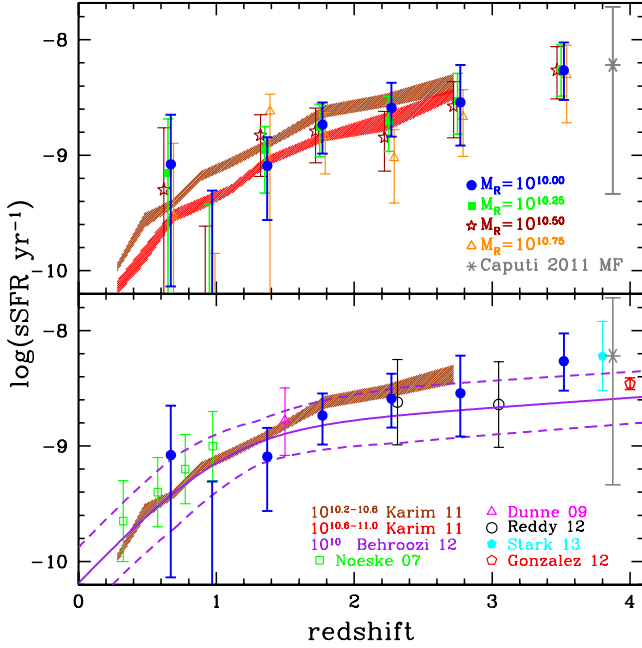 -8
-9
-10
M_R=10^10.00
M_R=10^10.25
M_R=10^10.50
M_R=10^10.75
Caputi 2011 MF
log(sSFR yr^−1)
-8
-9
-10
10^10.2−10.6 Karim 11
10^10.6−11.0 Karim 11
10^10 Behroozi 12
Noeske 07
Dunne 09
Reddy 12
Stark 13
Gonzalez 12
0 1 2 3 4
redshift